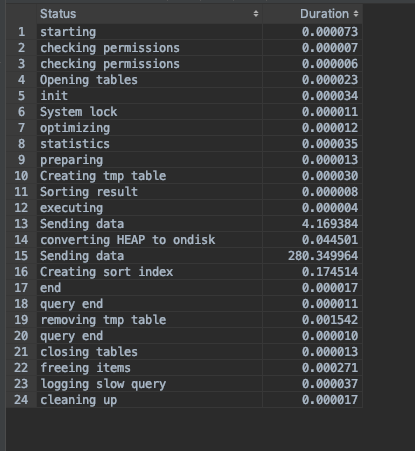 Status Duration
1 starting 0.000073
2 checking permissions 0.000007
3 checking permissions 0.000006
4 Opening tables 0.000023
5 init 0.000034
6 System lock 0.000011
7 optimizing 0.000012
8 statistics 0.000035
9 preparing 0.000013
10 Creating tmp table 0.000030
11 Sorting result 0.000008
12 executing 0.000004
13 Sending data 4.169384
14 converting HEAP to ondisk 0.044501
15 Sending data 280.349964
16 Creating sort index 0.174514
17 end 0.000017
18 query end 0.000011
19 removing tmp table 0.001542
20 query end 0.000010
21 closing tables 0.000013
22 freeing items 0.000271
23 logging slow query 0.000037
24 cleaning up 0.000017